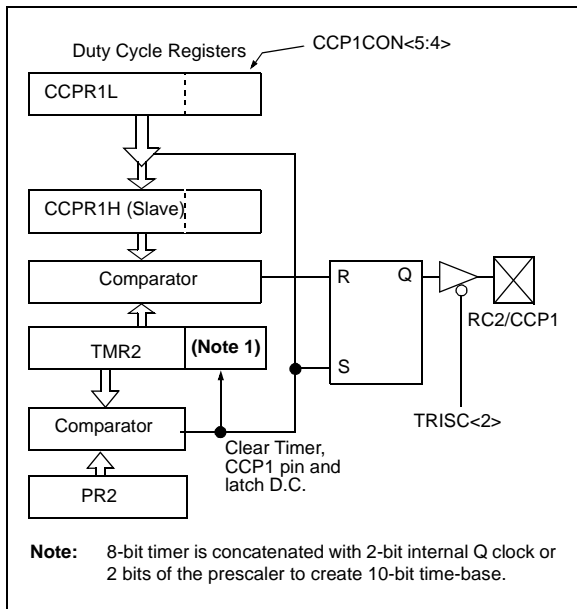 Duty Cycle Registers
CCP1CON<5:4>
CCPR1L
CCPR1H (Slave)
Comparator
R
Q
RC2/CCP1
TMR2
(Note 1)
S
TRISC<2>
Comparator
Clear Timer,
CCP1 pin and
latch D.C.
PR2
Note: 8-bit timer is concatenated with 2-bit internal Q clock or
2 bits of the prescaler to create 10-bit time-base.